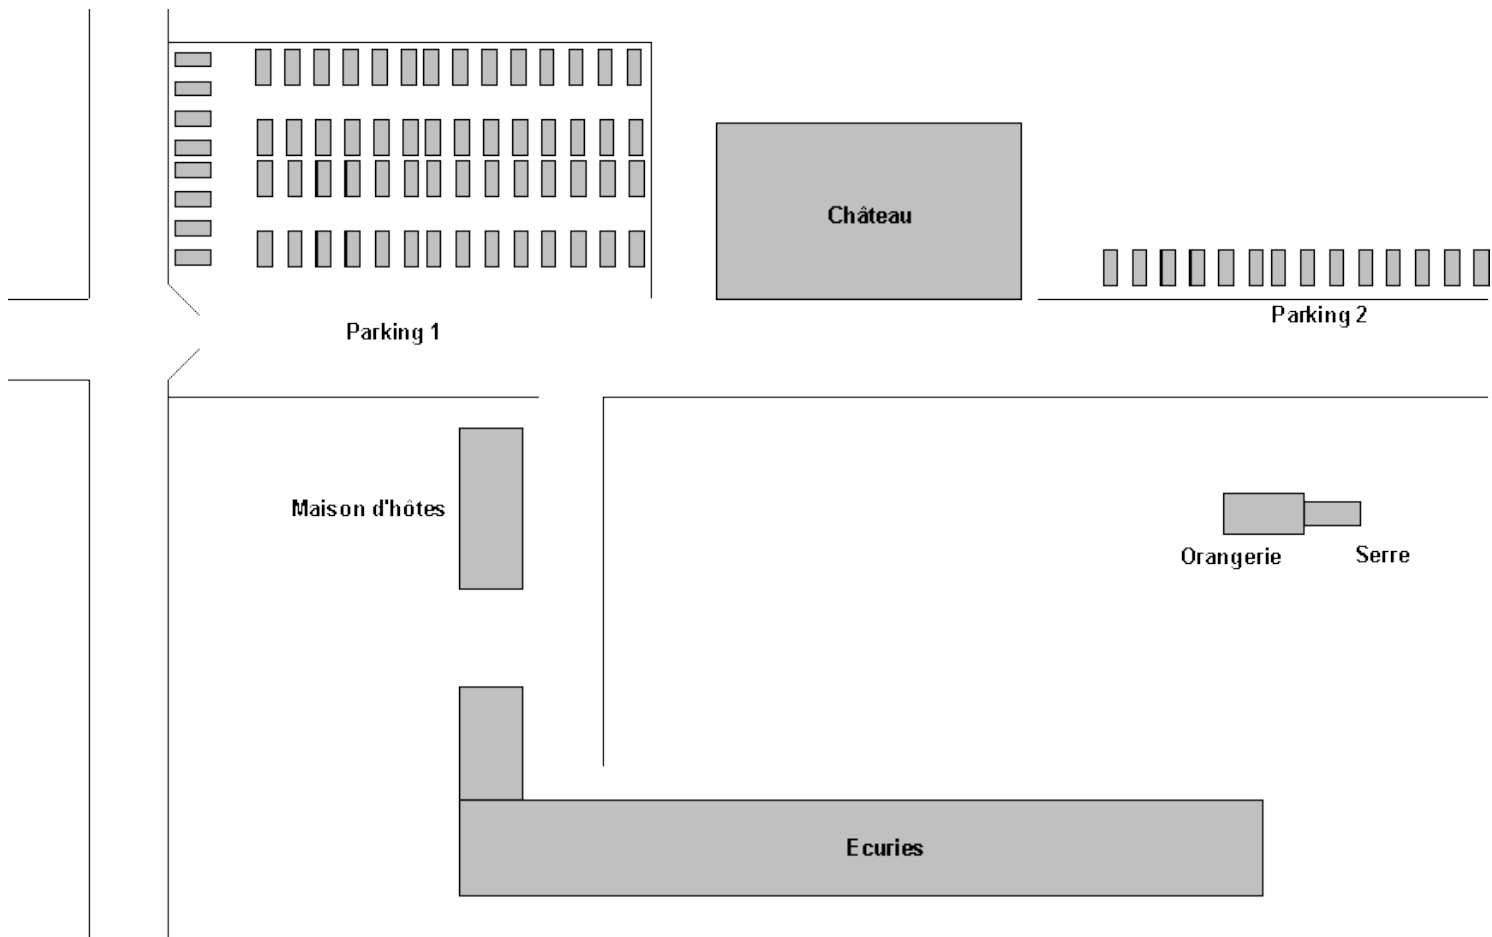 Château
Parking 2
Parking 1
Maison d'hôtes
Orangerie
Serre
Ecuries